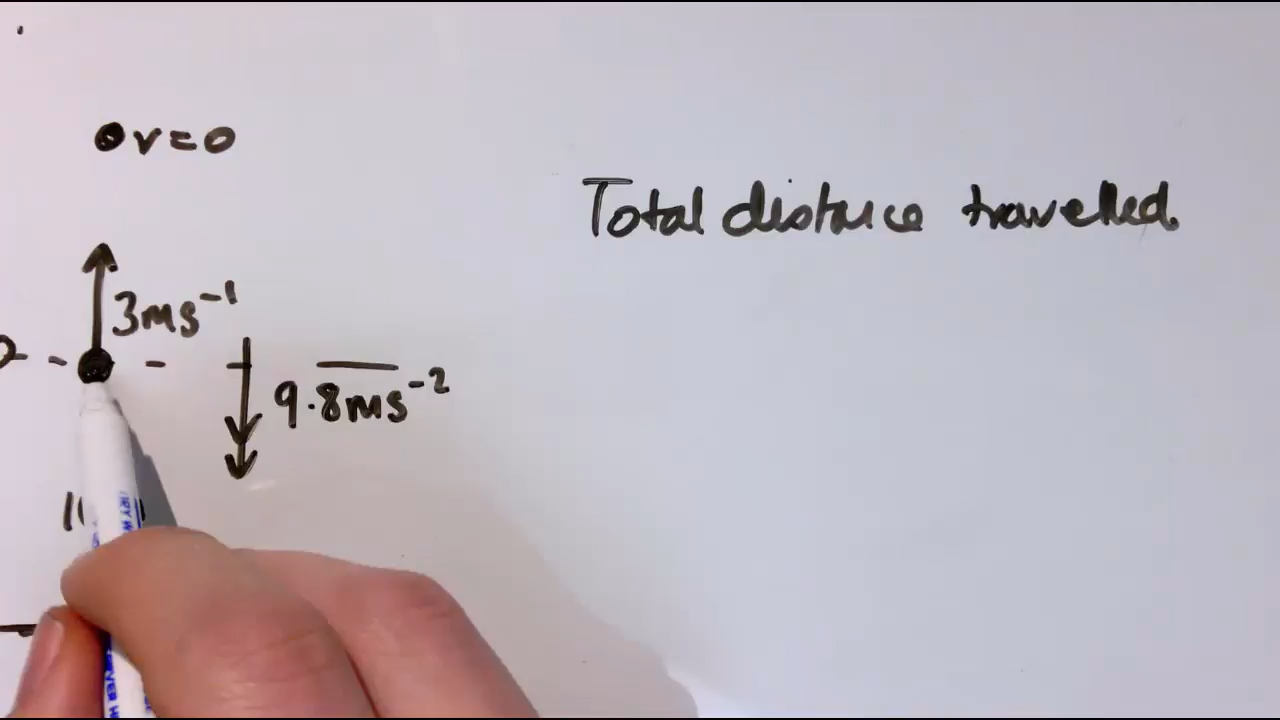 v=0
Total distance travelled.
3ms⁻¹
9.8ms⁻²